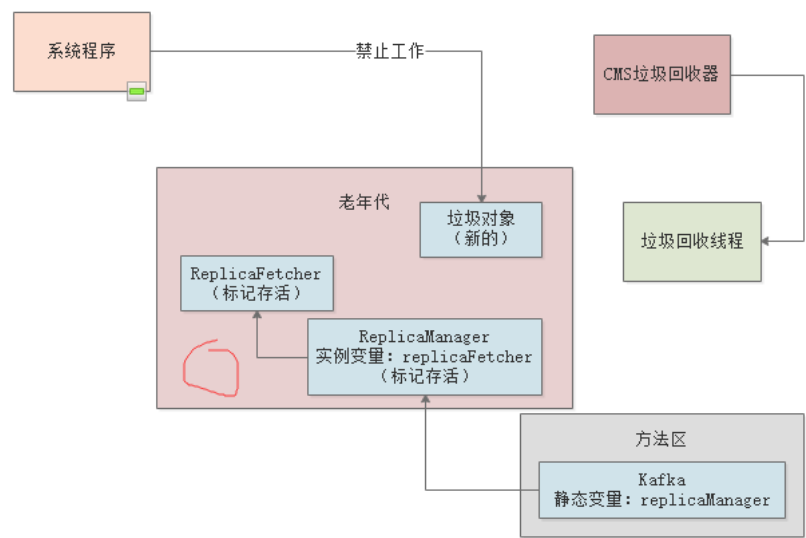 系统程序
禁止工作
CMS垃圾回收器
老年代
垃圾对象
（新的）
垃圾回收线程
ReplicaFetcher
（标记存活）
ReplicaManager
实例变量：replicaFetcher
（标记存活）
方法区
Kafka
静态变量：replicaManager